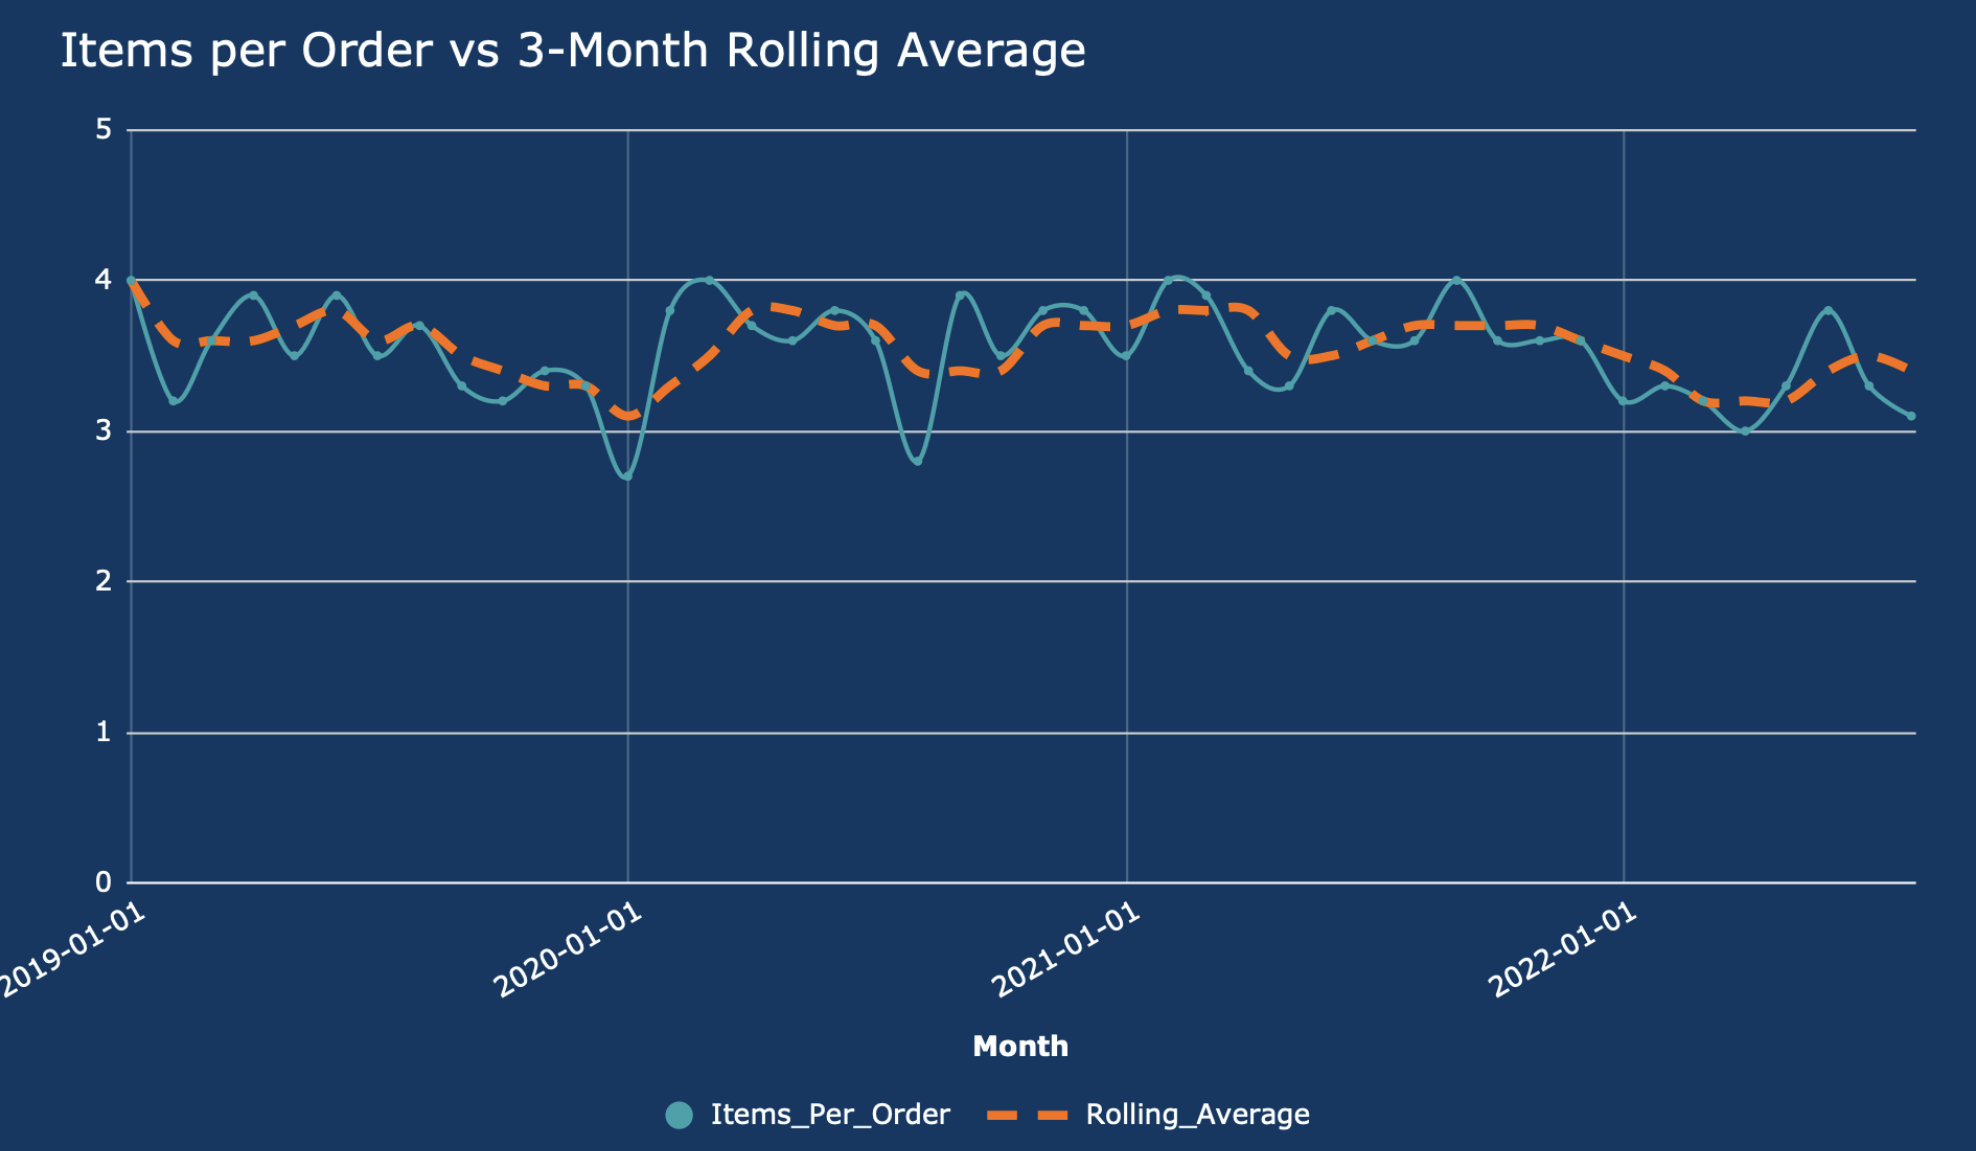 Items per Order vs 3-Month Rolling Average
5
4
3
2
1
0
2019-01-01
2020-01-01
2021-01-01
2022-01-01
Month
Items_Per_Order
Rolling_Average